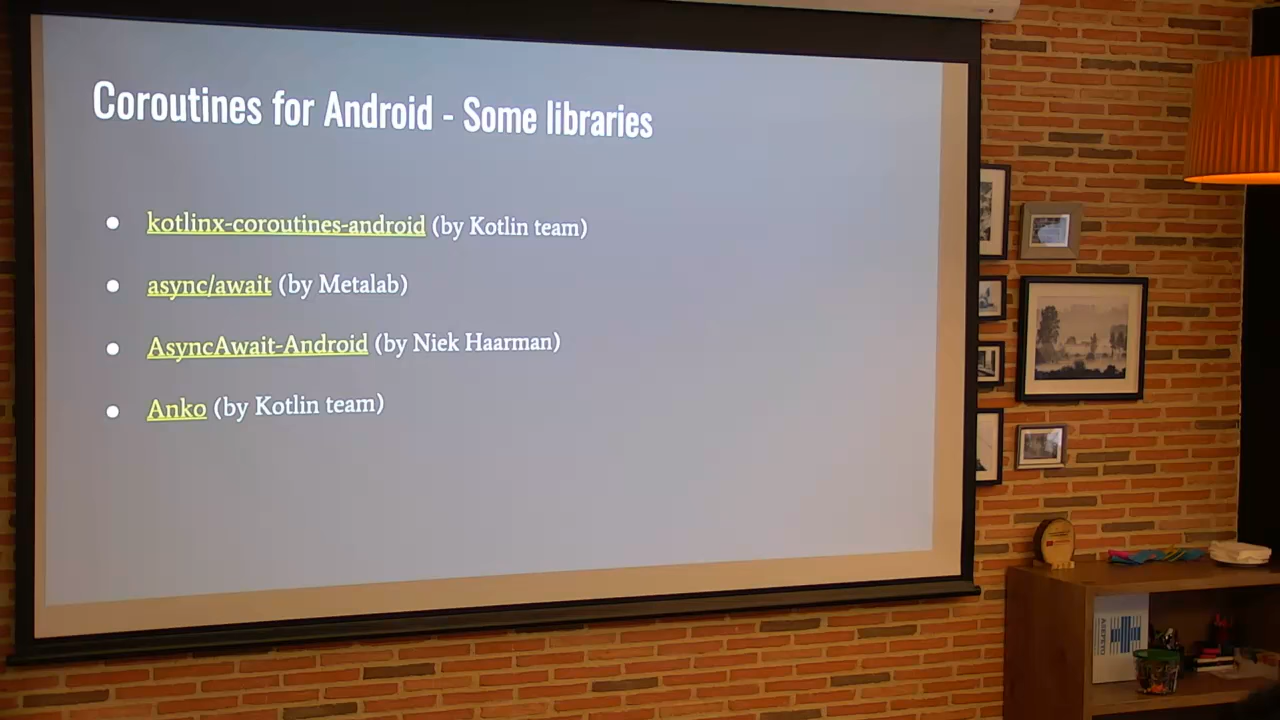 Coroutines for Android - Some libraries
● kotlinx-coroutines-android (by Kotlin team)
● async/await (by Metalab)
● AsyncAwait-Android (by Niek Haarman)
● Anko (by Kotlin team)